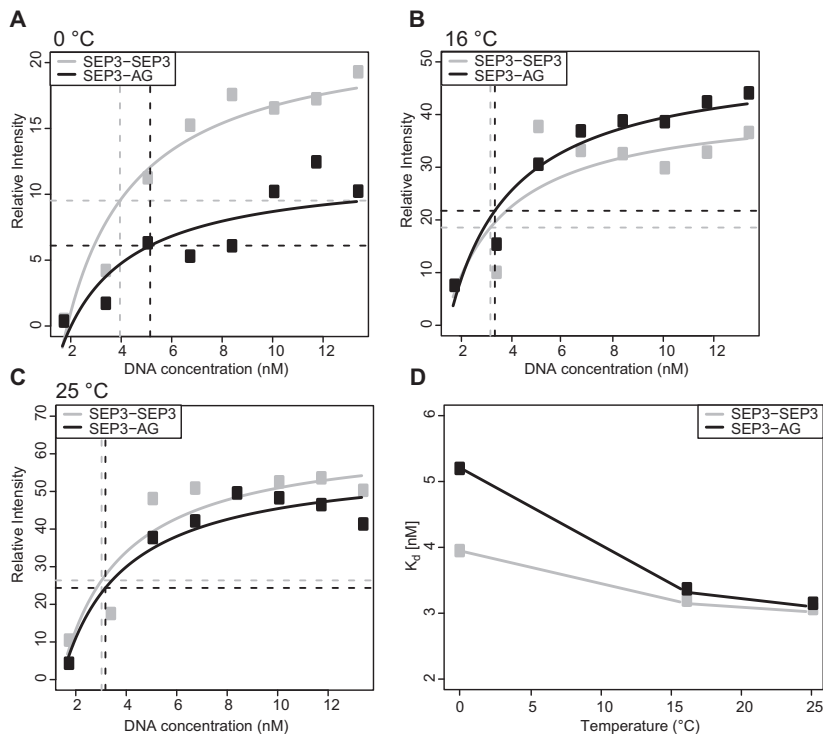 A
0 °C
SEP3−SEP3
SEP3−AG
Relative Intensity
20
15
10
5
0
2 4 6 8 10 12
DNA concentration (nM)
B
16 °C
SEP3−SEP3
SEP3−AG
Relative Intensity
50
40
30
20
10
0
2 4 6 8 10 12
DNA concentration (nM)
C
25 °C
SEP3−SEP3
SEP3−AG
Relative Intensity
70
60
50
40
30
20
10
0
2 4 6 8 10 12
DNA concentration (nM)
D
SEP3−SEP3
SEP3−AG
Kd [nM]
6
5
4
3
2
0 5 10 15 20 25
Temperature (°C)